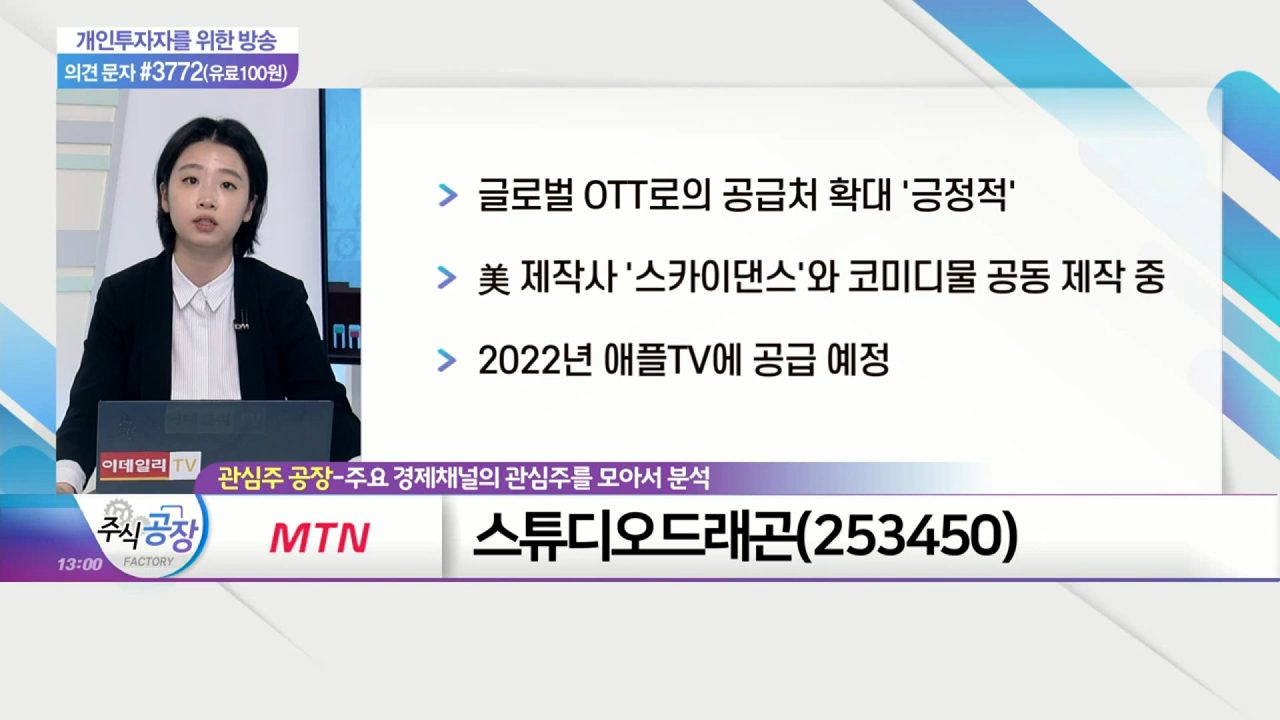 개인투자자를 위한 방송
의견 문자 #3772(유료100원)
> 글로벌 OTT로의 공급처 확대 '긍정적'
> 美 제작사 '스카이댄스'와 코미디물 공동 제작 중
> 2022년 애플TV에 공급 예정
이데일리 TV
관심주 공장-주요 경제채널의 관심주를 모아서 분석
주식공장
FACTORY
13:00
MTN
스튜디오드래곤(253450)